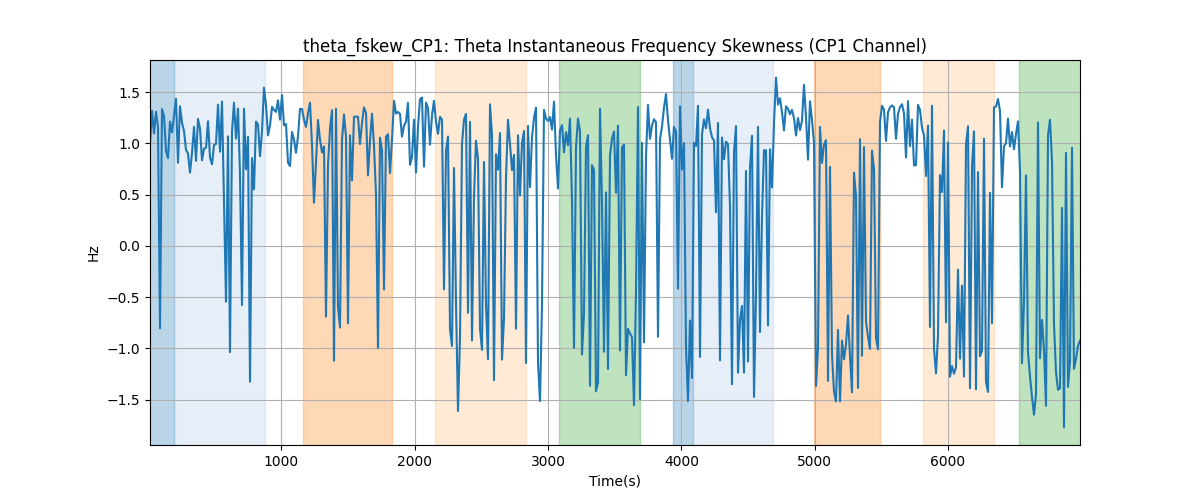 theta_fskew_CP1: Theta Instantaneous Frequency Skewness (CP1 Channel)
Hz
1.5
1.0
0.5
0.0
−0.5
−1.0
−1.5
1000 2000 3000 4000 5000 6000
Time(s)